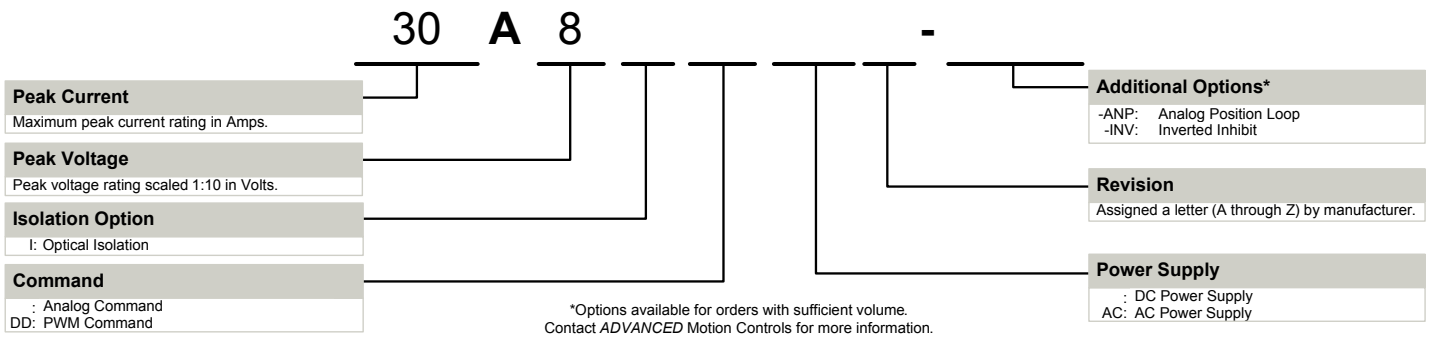 30 A 8 -
Peak Current
Maximum peak current rating in Amps.
Peak Voltage
Peak voltage rating scaled 1:10 in Volts.
Isolation Option
I: Optical Isolation
Command
: Analog Command
DD: PWM Command
*Options available for orders with sufficient volume.
Contact ADVANCED Motion Controls for more information.
Additional Options*
-ANP: Analog Position Loop
-INV: Inverted Inhibit
Revision
Assigned a letter (A through Z) by manufacturer.
Power Supply
: DC Power Supply
AC: AC Power Supply